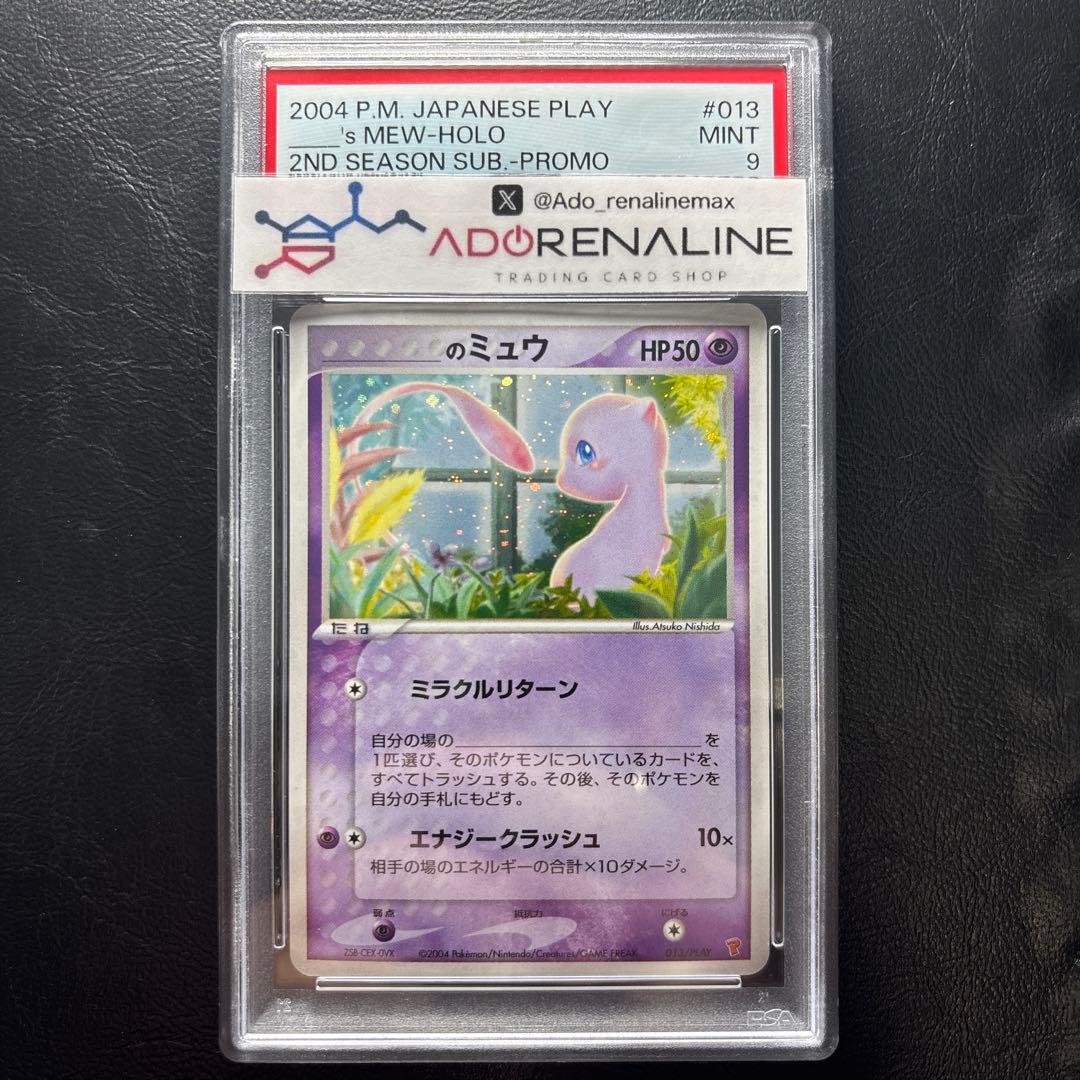 2004 P.M. JAPANESE PLAY #013
____'s MEW-HOLO MINT
2ND SEASON SUB.-PROMO 9
X @Ado_renalinemax
ADORENALINE
TRADING CARD SHOP
____________のミュウ HP50
たね Illus.Atsuko Nishida
ミラクルリターン
自分の場の____________________を
1匹選び、そのポケモンについているカードを、
すべてトラッシュする。その後、そのポケモンを
自分の手札にもどす。
エナジークラッシュ 10×
相手の場のエネルギーの合計×10ダメージ。
弱点 抵抗力 にげる
ZSB-CEX-0VX ©2004 Pokémon/Nintendo/Creatures/GAME FREAK 013/PLAY
PSA